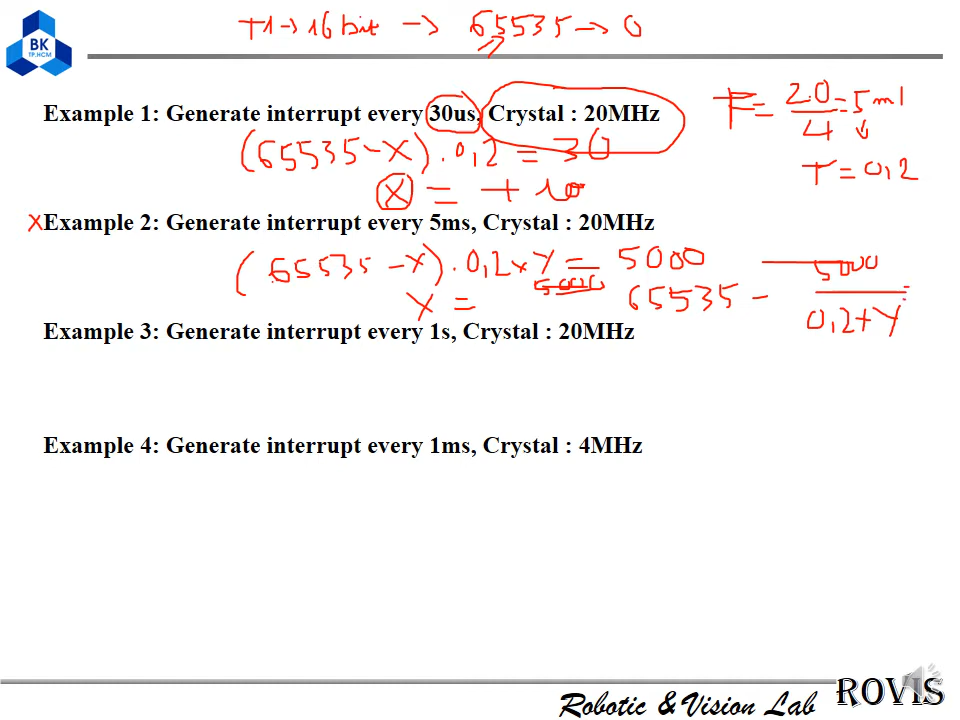 T1 → 16 bit → 65535 → 0
BK
TP.HCM
Example 1: Generate interrupt every 30us, Crystal : 20MHz
F = 20/4 = 5
(65535 - X) . 0,2 = 30
T = 0,2
X = + 10
X Example 2: Generate interrupt every 5ms, Crystal : 20MHz
(65535 - X) . 0,2 x Y = 5000
X = 65535 - 5000 / 0,2 + Y
Example 3: Generate interrupt every 1s, Crystal : 20MHz
Example 4: Generate interrupt every 1ms, Crystal : 4MHz
Robotic & Vision Lab
ROVIS